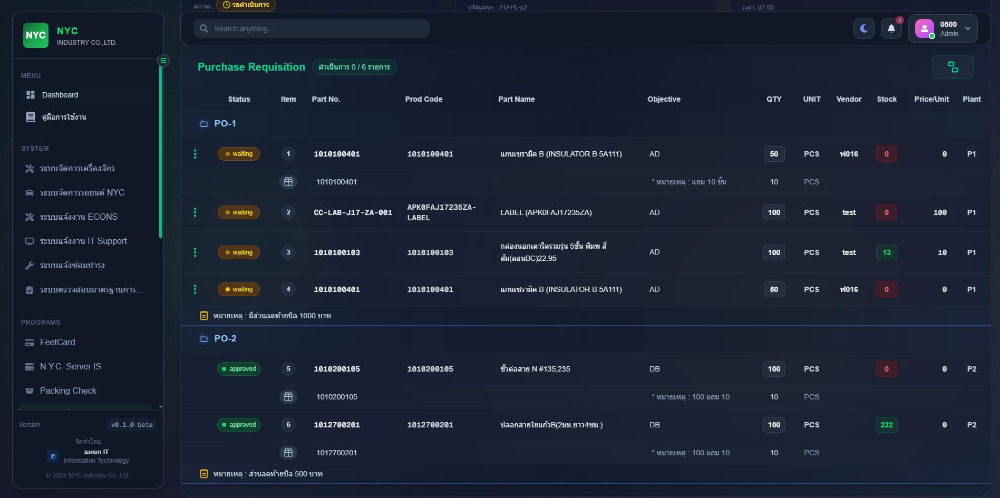 สถานะ : รอดำเนินการ
รหัสแผนก : PU-PL-p2
เวลา: 07:00
NYC
NYC
INDUSTRY CO.,LTD.
Search anything...
2
0500
Admin
MENU
Dashboard
คู่มือการใช้งาน
SYSTEM
ระบบจัดการเครื่องจักร
ระบบจัดการรถยนต์ NYC
ระบบแจ้งงาน ECONS
ระบบแจ้งงาน IT Support
ระบบแจ้งซ่อมบำรุง
ระบบตรวจสอบมาตรฐานการ...
PROGRAMS
FeetCard
N.Y.C. Server IS
Packing Check
Version v0.1.0-beta
จัดทำโดย
แผนก IT
Information Technology
© 2025 NYC Industry Co.,Ltd.
Purchase Requisition ดำเนินการ 0 / 6 รายการ
Status Item Part No. Prod Code Part Name Objective QTY UNIT Vendor Stock Price/Unit Plant
PO-1
waiting 1 1010100401 1010100401 แกนเซรามิค B (INSULATOR B 5A111) AD 50 PCS ฟ016 0 0 P1
1010100401 * หมายเหตุ : แถม 10 ชิ้น 10 PCS
waiting 2 CC-LAB-J17-ZA-001 APK0FAJ17235ZA-
LABEL LABEL (APK0FAJ17235ZA) AD 100 PCS test 0 100 P1
waiting 3 1010100103 1010100103 กล่องนอกเตารีดรวมรุ่น 5ชั้น พิมพ์ สี
ส้ม(ลอนBC)22.95 AD 100 PCS test 13 10 P1
waiting 4 1010100401 1010100401 แกนเซรามิค B (INSULATOR B 5A111) AD 50 PCS ฟ016 0 0 P1
หมายเหตุ : มีส่วนลดท้ายบิล 1000 บาท
PO-2
approved 5 1010200105 1010200105 ขั้วต่อสาย N #135,235 DB 100 PCS 0 0 P2
1010200105 * หมายเหตุ : 100 แถม 10 10 PCS
approved 6 1012700201 1012700201 ปลอกสายใยแก้วB(2มม.ยาว4ซม.) DB 100 PCS 222 0 P2
1012700201 * หมายเหตุ : 100 แถม 10 10 PCS
หมายเหตุ : ส่วนลดท้ายบิล 500 บาท